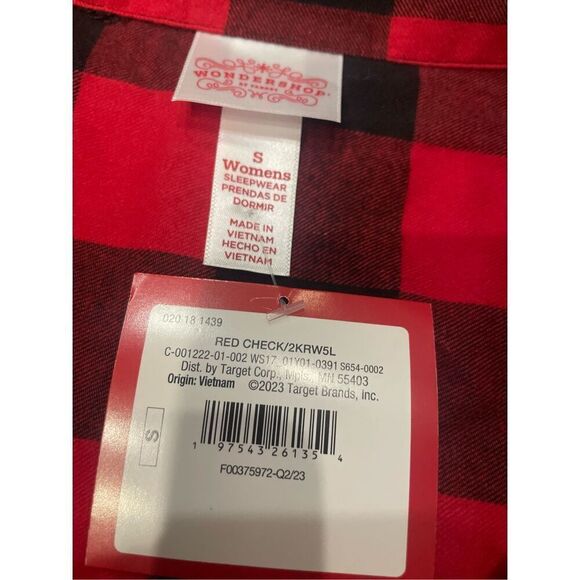 WONDERSHOP®
BY TARGET
S
Womens
SLEEPWEAR
PRENDAS DE
DORMIR
MADE IN
VIETNAM
HECHO EN
VIETNAM
020 18 1439
RED CHECK/2KRW5L
C-001222-01-002 WS17 01Y01-0391 S654-0002
Dist. by Target Corp., Mpls., MN 55403
Origin: Vietnam ©2023 Target Brands, Inc.
S
1 97543 26135 4
F00375972-Q2/23